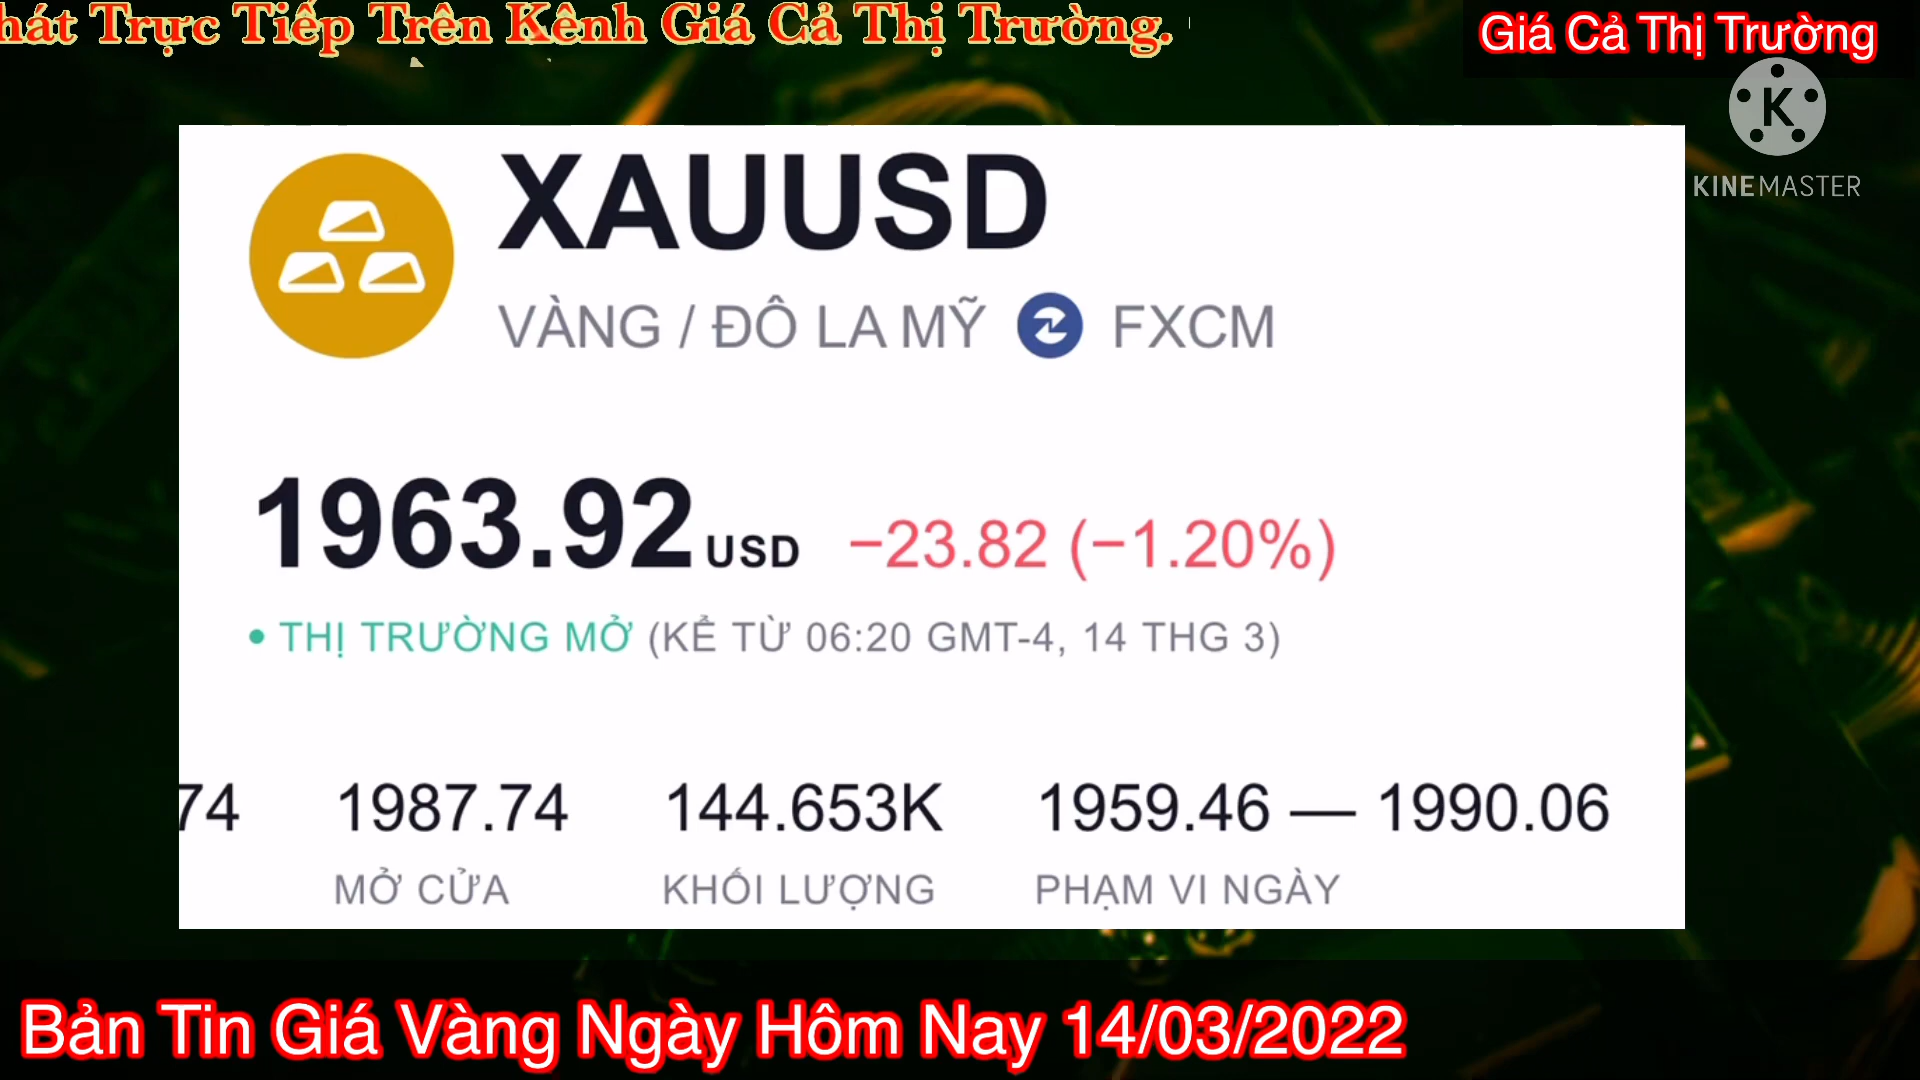 Trực Tiếp Trên Kênh Giá Cả Thị Trường.
Giá Cả Thị Trường
K
KINEMASTER
XAUUSD
VÀNG / ĐÔ LA MỸ FXCM
1963.92 USD −23.82 (−1.20%)
• THỊ TRƯỜNG MỞ (KỂ TỪ 06:20 GMT-4, 14 THG 3)
74 1987.74 144.653K 1959.46 — 1990.06
MỞ CỬA KHỐI LƯỢNG PHẠM VI NGÀY
Bản Tin Giá Vàng Ngày Hôm Nay 14/03/2022